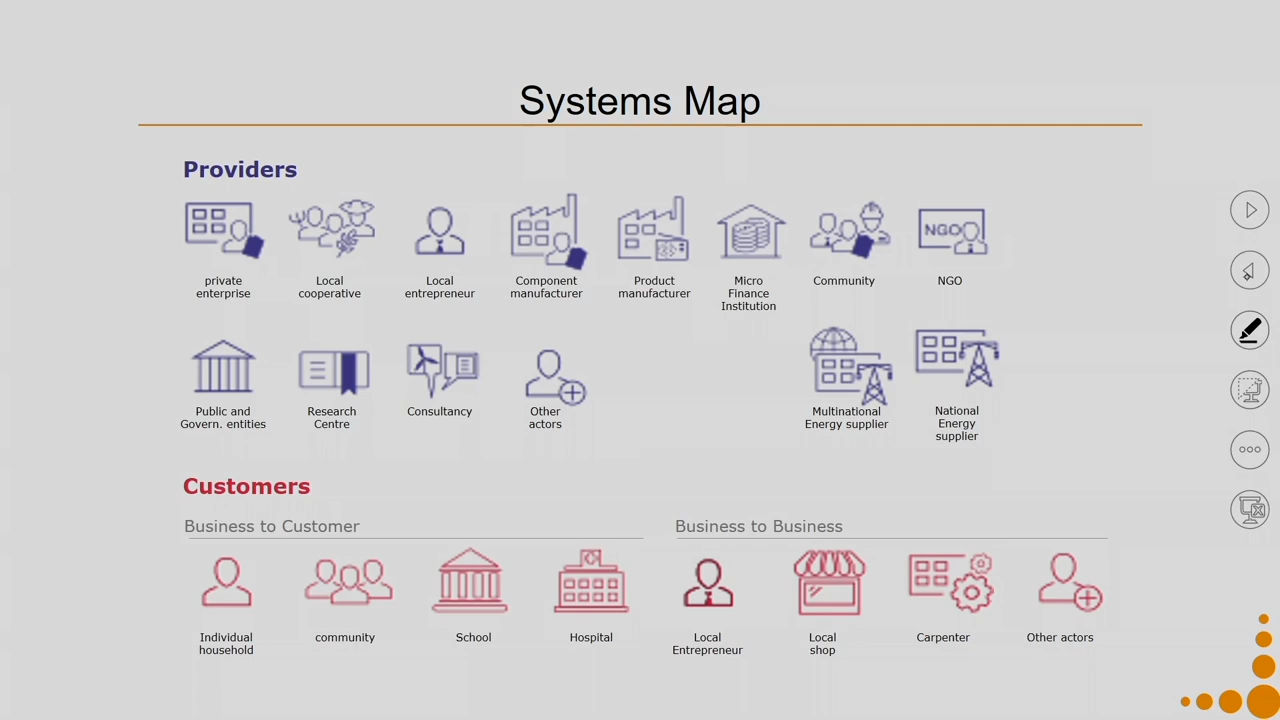 Systems Map
Providers
NGO
private
enterprise
Local
cooperative
Local
entrepreneur
Component
manufacturer
Product
manufacturer
Micro
Finance
Institution
Community
NGO
Public and
Govern. entities
Research
Centre
Consultancy
Other
actors
Multinational
Energy supplier
National
Energy
supplier
Customers
Business to Customer
Business to Business
Individual
household
community
School
Hospital
Local
Entrepreneur
Local
shop
Carpenter
Other actors